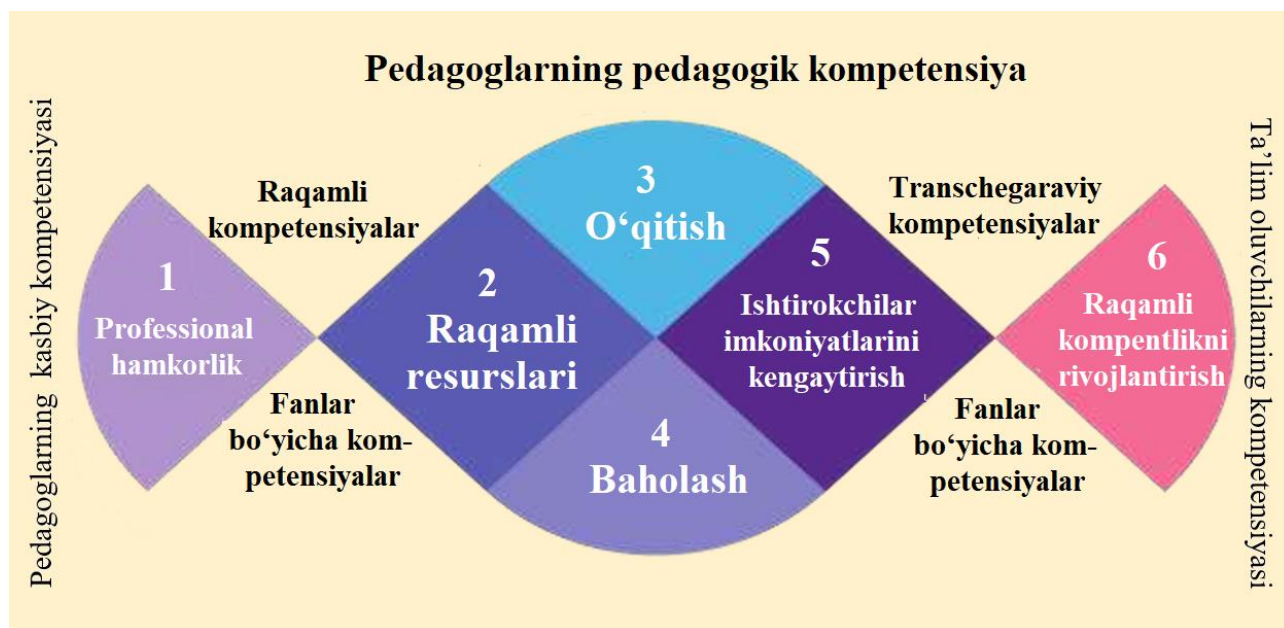 Pedagoglarning pedagogik kompetensiya
Pedagoglarning kasbiy kompetensiyasi
1
Professional
hamkorlik
Raqamli
kompetensiyalar
Fanlar
bo‘yicha kom-
petensiyalar
2
Raqamli
resurslari
3
O‘qitish
4
Baholash
5
Ishtirokchilar
imkoniyatlarini
kengaytirish
Transchegaraviy
kompetensiyalar
Fanlar
bo‘yicha kom-
petensiyalar
6
Raqamli
kompentlikni
rivojlantirish
Ta’lim oluvchilarning kompetensiyasi